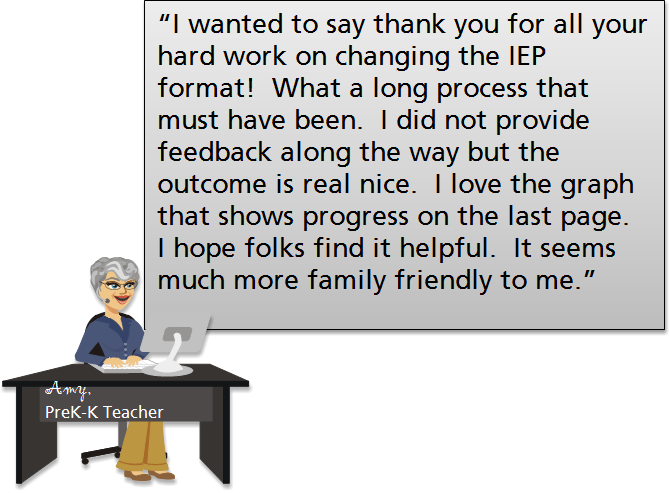 “I wanted to say thank you for all your
hard work on changing the IEP
format!  What a long process that
must have been.  I did not provide
feedback along the way but the
outcome is real nice.  I love the graph
that shows progress on the last page.
I hope folks find it helpful.  It seems
much more family friendly to me.”
Amy,
PreK-K Teacher